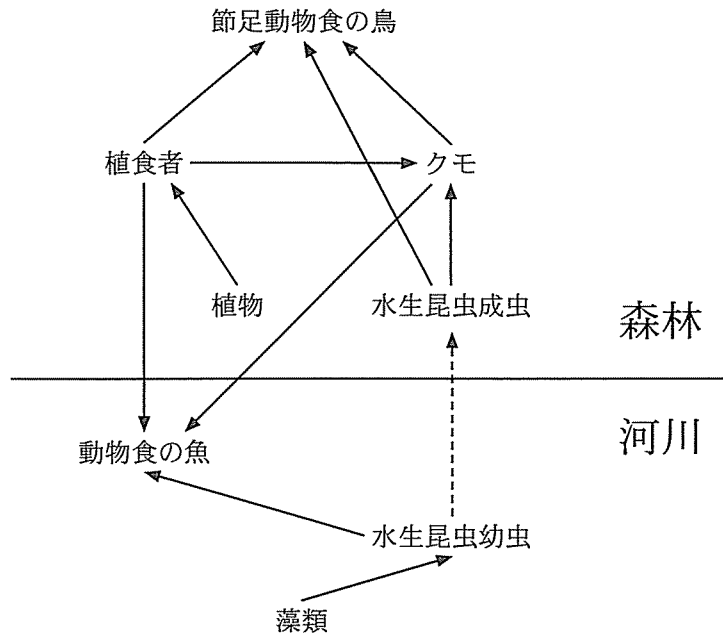 節足動物食の鳥
植食者
クモ
植物
水生昆虫成虫
森林
河川
動物食の魚
水生昆虫幼虫
藻類